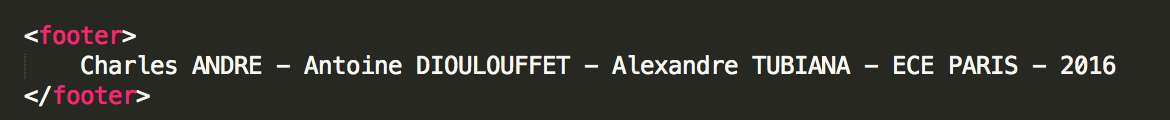 <footer>
Charles ANDRE – Antoine DIOULOUFFET – Alexandre TUBIANA – ECE PARIS – 2016
</footer>